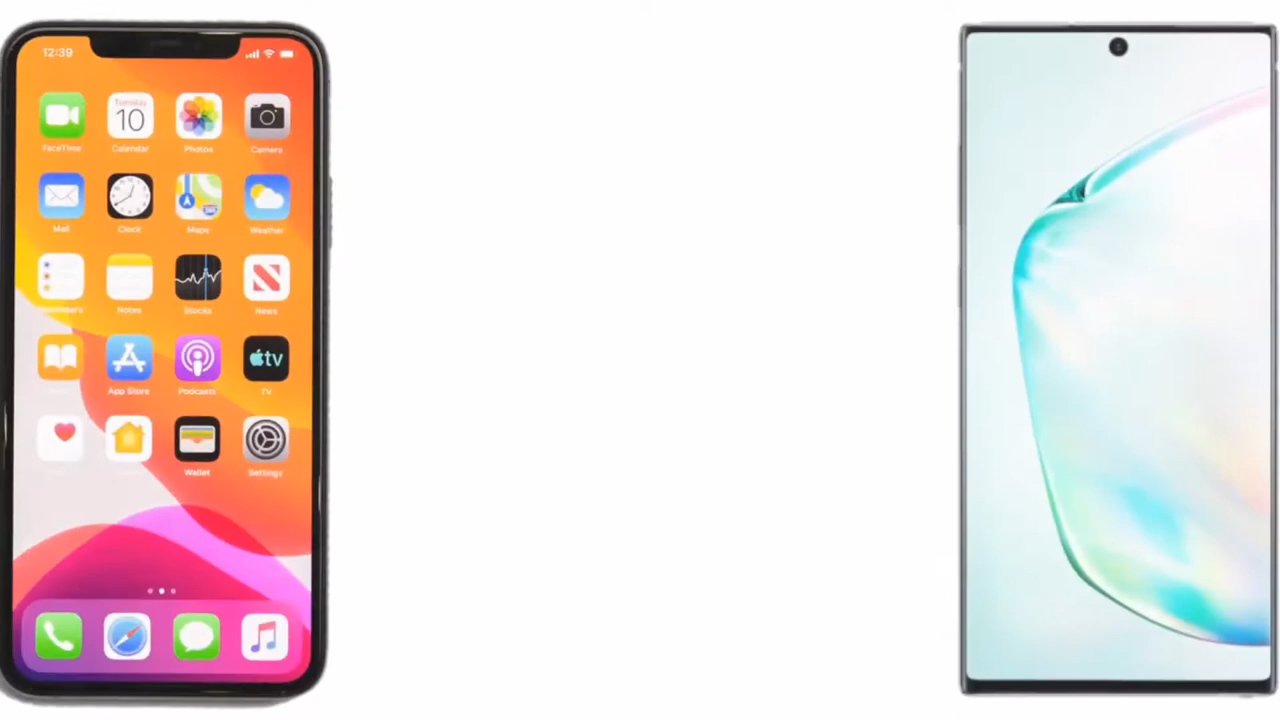 12:39
Tuesday
10
FaceTime Calendar Photos Camera
Mail Clock Maps Weather
Notes Stocks News
tv
App Store Podcasts TV
Wallet Settings